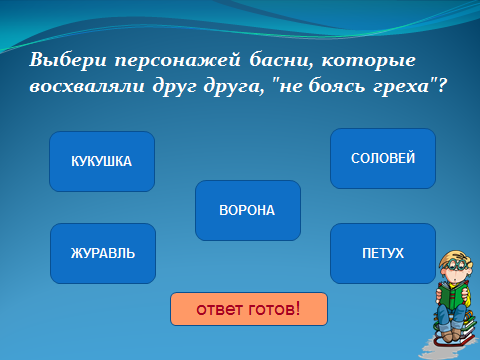 Выбери персонажей басни, которые
восхваляли друг друга, "не боясь греха"?
КУКУШКА
СОЛОВЕЙ
ВОРОНА
ЖУРАВЛЬ
ПЕТУХ
ответ готов!